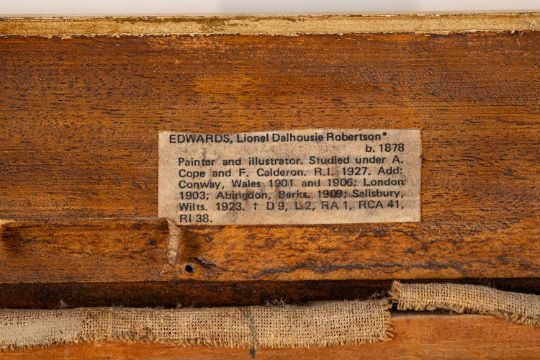 EDWARDS, Lionel Dalhousie Robertson*
b. 1878
Painter and illustrator. Studied under A.
Cope and F. Calderon. R.I. 1927. Add:
Conway, Wales 1901 and 1906; London
1903; Abingdon, Berks. 1909; Salisbury,
Wilts. 1923. † D 9, L 2, RA 1, RCA 41,
RI 38.